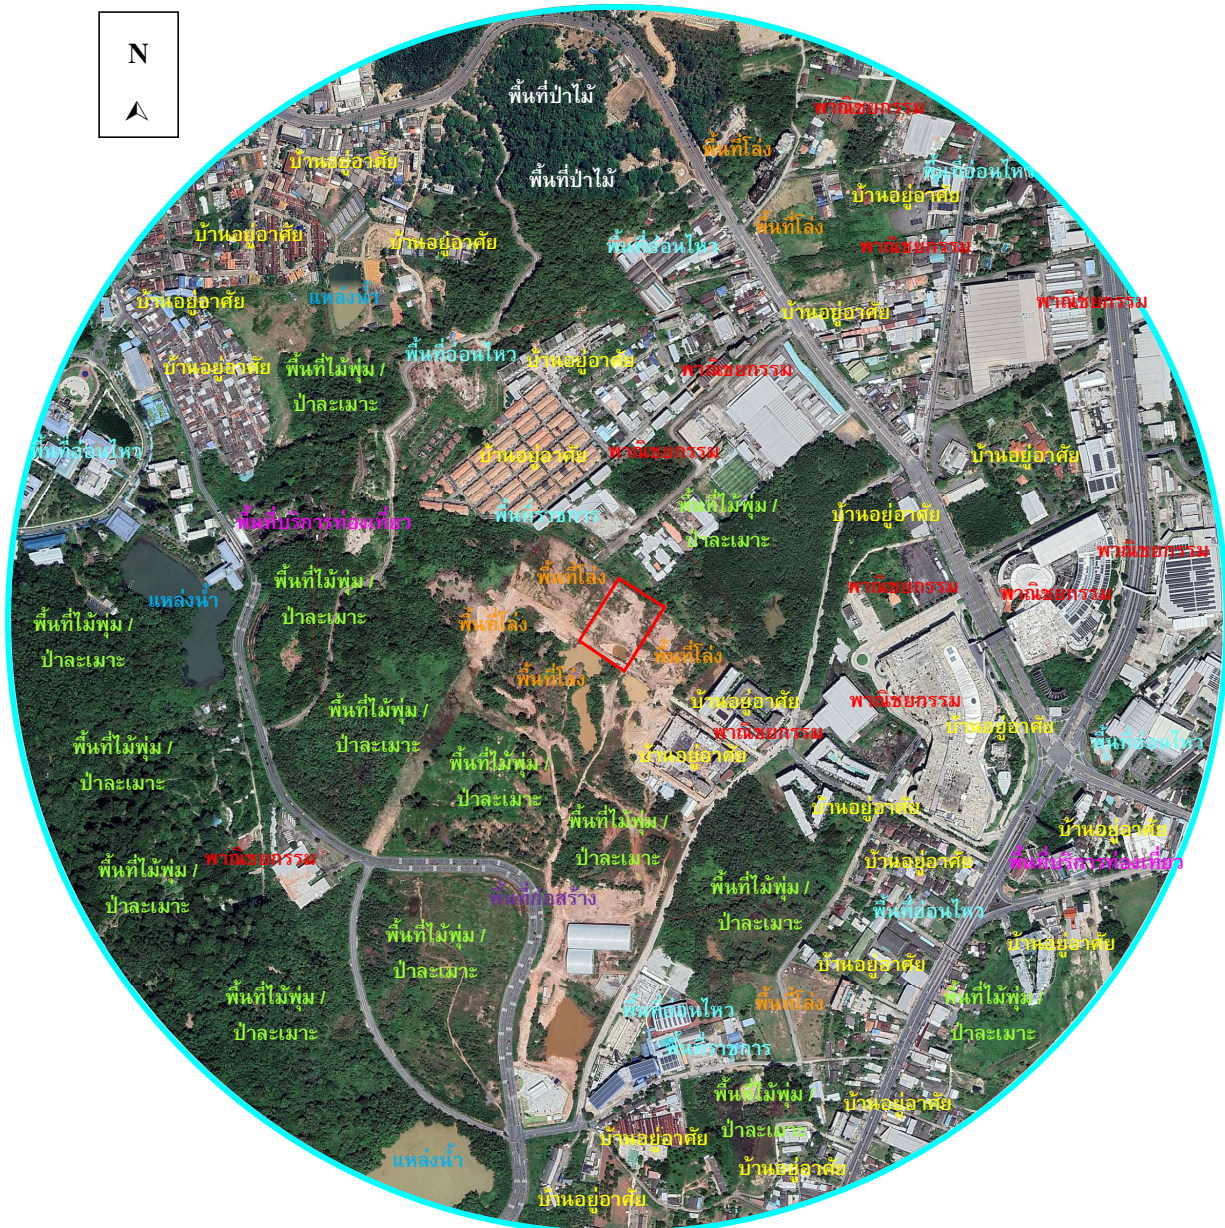 N
พื้นที่ป่าไม้
พาณิชยกรรม
พื้นที่โล่ง
บ้านอยู่อาศัย
พื้นที่ป่าไม้
พื้นที่อ่อนไหว
บ้านอยู่อาศัย
บ้านอยู่อาศัย
บ้านอยู่อาศัย
พื้นที่อ่อนไหว
พื้นที่โล่ง
พาณิชยกรรม
บ้านอยู่อาศัย
แหล่งน้ำ
บ้านอยู่อาศัย
พาณิชยกรรม
บ้านอยู่อาศัย
พื้นที่ไม้พุ่ม /
ป่าละเมาะ
พื้นที่อ่อนไหว
บ้านอยู่อาศัย
พาณิชยกรรม
พื้นที่อ่อนไหว
บ้านอยู่อาศัย
พาณิชยกรรม
บ้านอยู่อาศัย
พื้นที่บริการท่องเที่ยว
พื้นที่ราชการ
พื้นที่ไม้พุ่ม /
ป่าละเมาะ
บ้านอยู่อาศัย
พาณิชยกรรม
แหล่งน้ำ
พื้นที่ไม้พุ่ม /
ป่าละเมาะ
พื้นที่โล่ง
พาณิชยกรรม
พาณิชยกรรม
พื้นที่ไม้พุ่ม /
ป่าละเมาะ
พื้นที่โล่ง
พื้นที่โล่ง
พื้นที่โล่ง
พื้นที่ไม้พุ่ม /
ป่าละเมาะ
บ้านอยู่อาศัย
พาณิชยกรรม
พื้นที่ไม้พุ่ม /
ป่าละเมาะ
พื้นที่ไม้พุ่ม /
ป่าละเมาะ
บ้านอยู่อาศัย
พาณิชยกรรม
บ้านอยู่อาศัย
พื้นที่อ่อนไหว
พื้นที่ไม้พุ่ม /
ป่าละเมาะ
บ้านอยู่อาศัย
บ้านอยู่อาศัย
พื้นที่ไม้พุ่ม /
ป่าละเมาะ
พาณิชยกรรม
บ้านอยู่อาศัย
พื้นที่บริการท่องเที่ยว
พื้นที่ก่อสร้าง
พื้นที่ไม้พุ่ม /
ป่าละเมาะ
พื้นที่อ่อนไหว
พื้นที่ไม้พุ่ม /
ป่าละเมาะ
บ้านอยู่อาศัย
บ้านอยู่อาศัย
พื้นที่ไม้พุ่ม /
ป่าละเมาะ
พื้นที่อ่อนไหว
พื้นที่โล่ง
พื้นที่ไม้พุ่ม /
ป่าละเมาะ
พื้นที่ราชการ
พื้นที่ไม้พุ่ม /
ป่าละเมาะ
บ้านอยู่อาศัย
แหล่งน้ำ
บ้านอยู่อาศัย
บ้านอยู่อาศัย
บ้านอยู่อาศัย